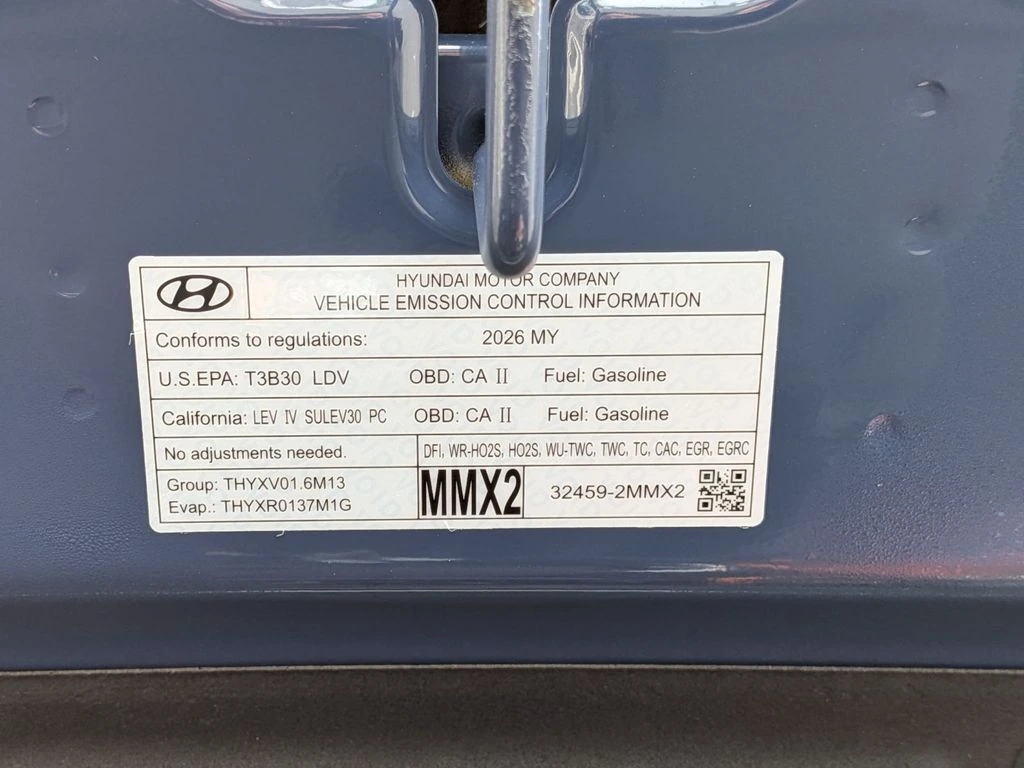 HYUNDAI MOTOR COMPANY
VEHICLE EMISSION CONTROL INFORMATION
Conforms to regulations: 2026 MY
U.S.EPA: T3B30 LDV OBD: CA II Fuel: Gasoline
California: LEV IV SULEV30 PC OBD: CA II Fuel: Gasoline
No adjustments needed. DFI, WR-HO2S, HO2S, WU-TWC, TWC, TC, CAC, EGR, EGRC
Group: THYXV01.6M13
Evap.: THYXR0137M1G
MMX2 32459-2MMX2